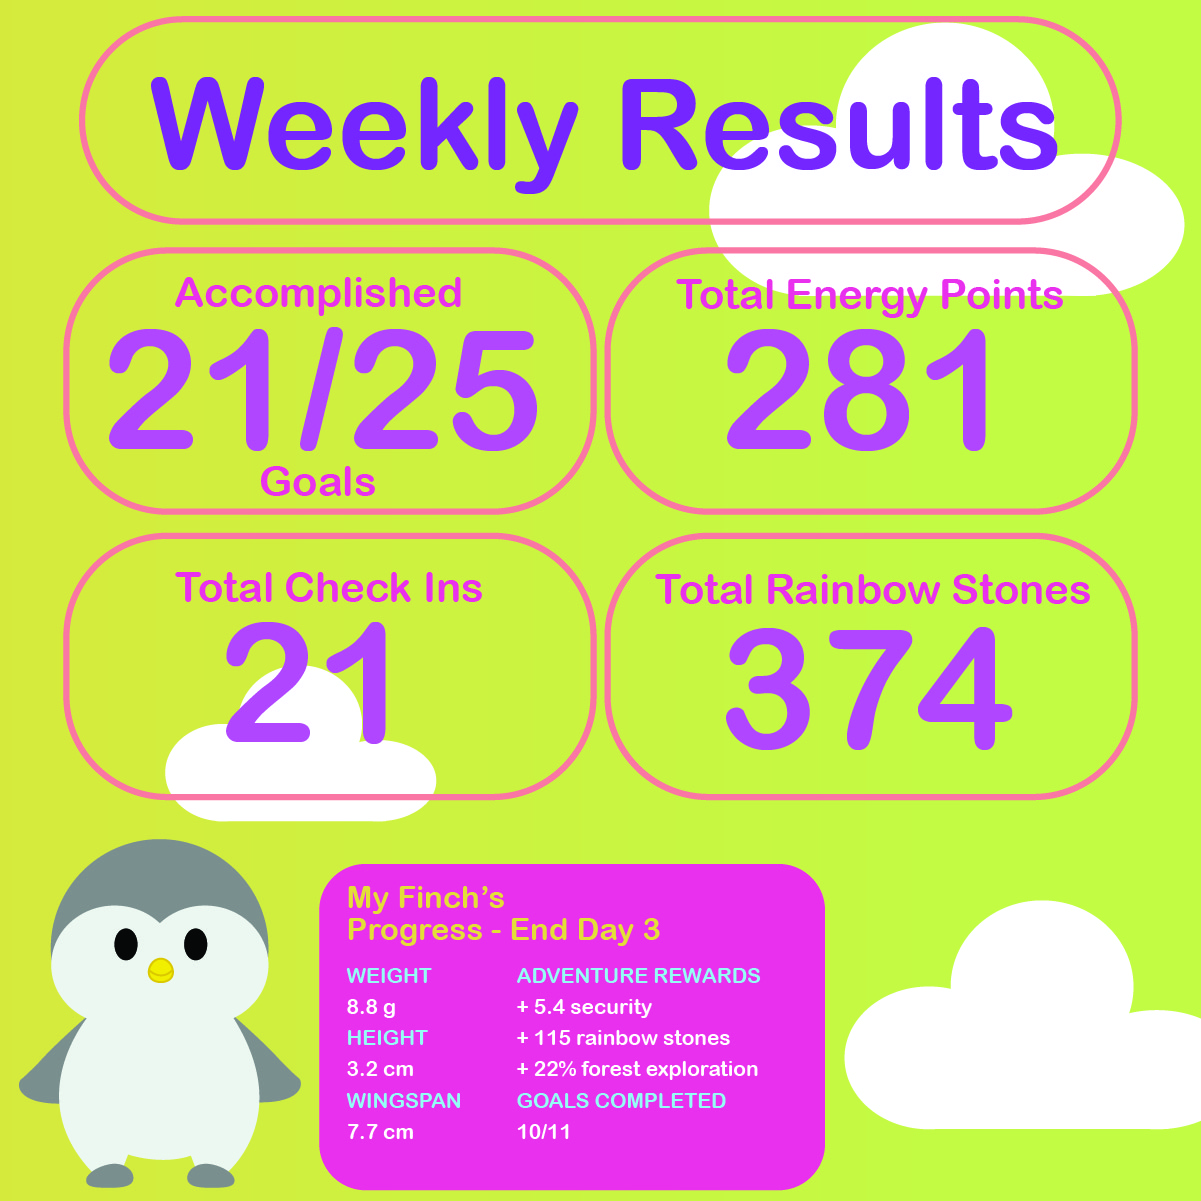 Weekly Results
Accomplished
21/25
Goals
Total Energy Points
281
Total Check Ins
21
Total Rainbow Stones
374
My Finch’s
Progress - End Day 3
WEIGHT
8.8 g
HEIGHT
3.2 cm
WINGSPAN
7.7 cm
ADVENTURE REWARDS
+ 5.4 security
+ 115 rainbow stones
+ 22% forest exploration
GOALS COMPLETED
10/11